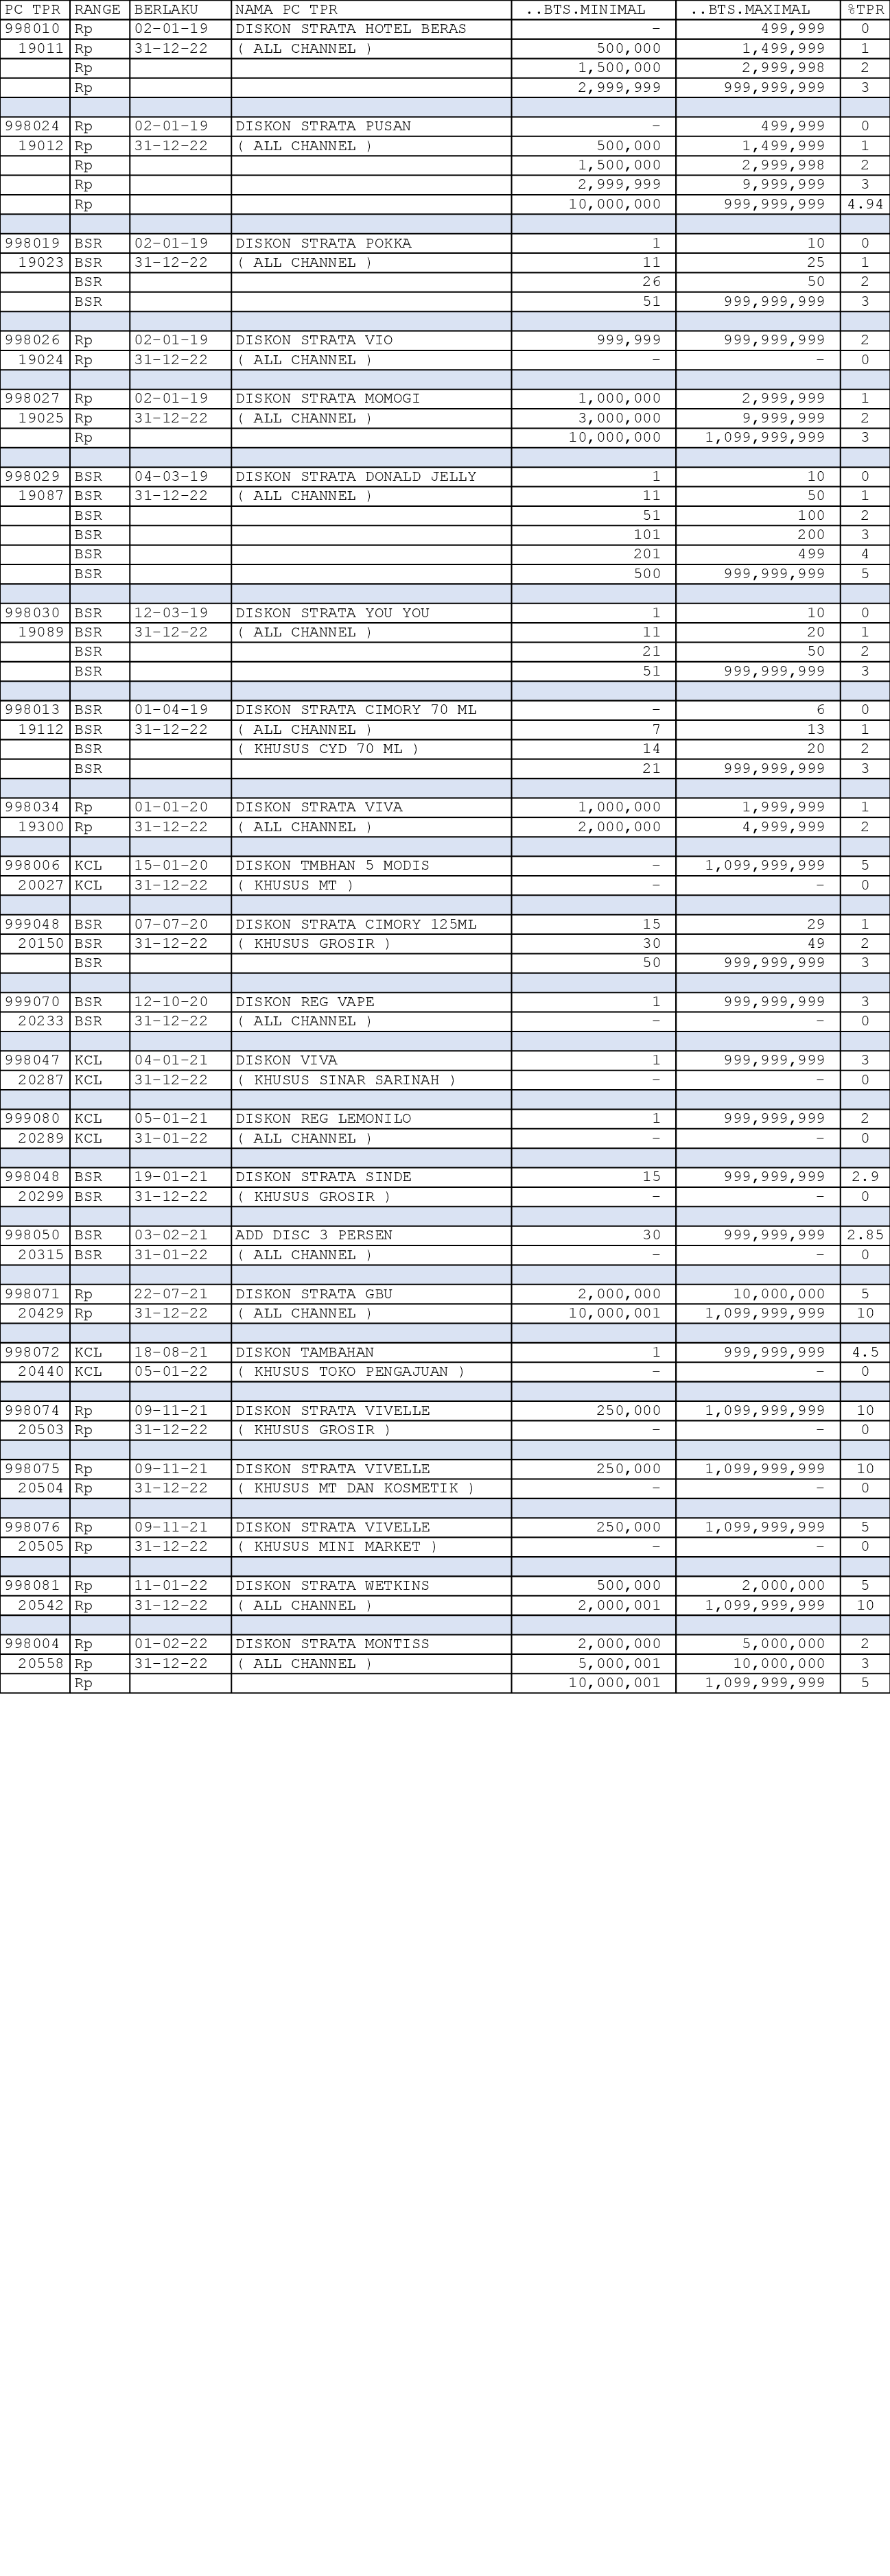 PC TPR RANGE BERLAKU NAMA PC TPR ..BTS.MINIMAL ..BTS.MAXIMAL %TPR
998010 Rp 02-01-19 DISKON STRATA HOTEL BERAS - 499,999 0
19011 Rp 31-12-22 ( ALL CHANNEL ) 500,000 1,499,999 1
Rp 1,500,000 2,999,998 2
Rp 2,999,999 999,999,999 3
998024 Rp 02-01-19 DISKON STRATA PUSAN - 499,999 0
19012 Rp 31-12-22 ( ALL CHANNEL ) 500,000 1,499,999 1
Rp 1,500,000 2,999,998 2
Rp 2,999,999 9,999,999 3
Rp 10,000,000 999,999,999 4.94
998019 BSR 02-01-19 DISKON STRATA POKKA 1 10 0
19023 BSR 31-12-22 ( ALL CHANNEL ) 11 25 1
BSR 26 50 2
BSR 51 999,999,999 3
998026 Rp 02-01-19 DISKON STRATA VIO 999,999 999,999,999 2
19024 Rp 31-12-22 ( ALL CHANNEL ) - - 0
998027 Rp 02-01-19 DISKON STRATA MOMOGI 1,000,000 2,999,999 1
19025 Rp 31-12-22 ( ALL CHANNEL ) 3,000,000 9,999,999 2
Rp 10,000,000 1,099,999,999 3
998029 BSR 04-03-19 DISKON STRATA DONALD JELLY 1 10 0
19087 BSR 31-12-22 ( ALL CHANNEL ) 11 50 1
BSR 51 100 2
BSR 101 200 3
BSR 201 499 4
BSR 500 999,999,999 5
998030 BSR 12-03-19 DISKON STRATA YOU YOU 1 10 0
19089 BSR 31-12-22 ( ALL CHANNEL ) 11 20 1
BSR 21 50 2
BSR 51 999,999,999 3
998013 BSR 01-04-19 DISKON STRATA CIMORY 70 ML - 6 0
19112 BSR 31-12-22 ( ALL CHANNEL ) 7 13 1
BSR ( KHUSUS CYD 70 ML ) 14 20 2
BSR 21 999,999,999 3
998034 Rp 01-01-20 DISKON STRATA VIVA 1,000,000 1,999,999 1
19300 Rp 31-12-22 ( ALL CHANNEL ) 2,000,000 4,999,999 2
998006 KCL 15-01-20 DISKON TMBHAN 5 MODIS - 1,099,999,999 5
20027 KCL 31-12-22 ( KHUSUS MT ) - - 0
999048 BSR 07-07-20 DISKON STRATA CIMORY 125ML 15 29 1
20150 BSR 31-12-22 ( KHUSUS GROSIR ) 30 49 2
BSR 50 999,999,999 3
999070 BSR 12-10-20 DISKON REG VAPE 1 999,999,999 3
20233 BSR 31-12-22 ( ALL CHANNEL ) - - 0
998047 KCL 04-01-21 DISKON VIVA 1 999,999,999 3
20287 KCL 31-12-22 ( KHUSUS SINAR SARINAH ) - - 0
999080 KCL 05-01-21 DISKON REG LEMONILO 1 999,999,999 2
20289 KCL 31-01-22 ( ALL CHANNEL ) - - 0
998048 BSR 19-01-21 DISKON STRATA SINDE 15 999,999,999 2.9
20299 BSR 31-12-22 ( KHUSUS GROSIR ) - - 0
998050 BSR 03-02-21 ADD DISC 3 PERSEN 30 999,999,999 2.85
20315 BSR 31-01-22 ( ALL CHANNEL ) - - 0
998071 Rp 22-07-21 DISKON STRATA GBU 2,000,000 10,000,000 5
20429 Rp 31-12-22 ( ALL CHANNEL ) 10,000,001 1,099,999,999 10
998072 KCL 18-08-21 DISKON TAMBAHAN 1 999,999,999 4.5
20440 KCL 05-01-22 ( KHUSUS TOKO PENGAJUAN ) - - 0
998074 Rp 09-11-21 DISKON STRATA VIVELLE 250,000 1,099,999,999 10
20503 Rp 31-12-22 ( KHUSUS GROSIR ) - - 0
998075 Rp 09-11-21 DISKON STRATA VIVELLE 250,000 1,099,999,999 10
20504 Rp 31-12-22 ( KHUSUS MT DAN KOSMETIK ) - - 0
998076 Rp 09-11-21 DISKON STRATA VIVELLE 250,000 1,099,999,999 5
20505 Rp 31-12-22 ( KHUSUS MINI MARKET ) - - 0
998081 Rp 11-01-22 DISKON STRATA WETKINS 500,000 2,000,000 5
20542 Rp 31-12-22 ( ALL CHANNEL ) 2,000,001 1,099,999,999 10
998004 Rp 01-02-22 DISKON STRATA MONTISS 2,000,000 5,000,000 2
20558 Rp 31-12-22 ( ALL CHANNEL ) 5,000,001 10,000,000 3
Rp 10,000,001 1,099,999,999 5